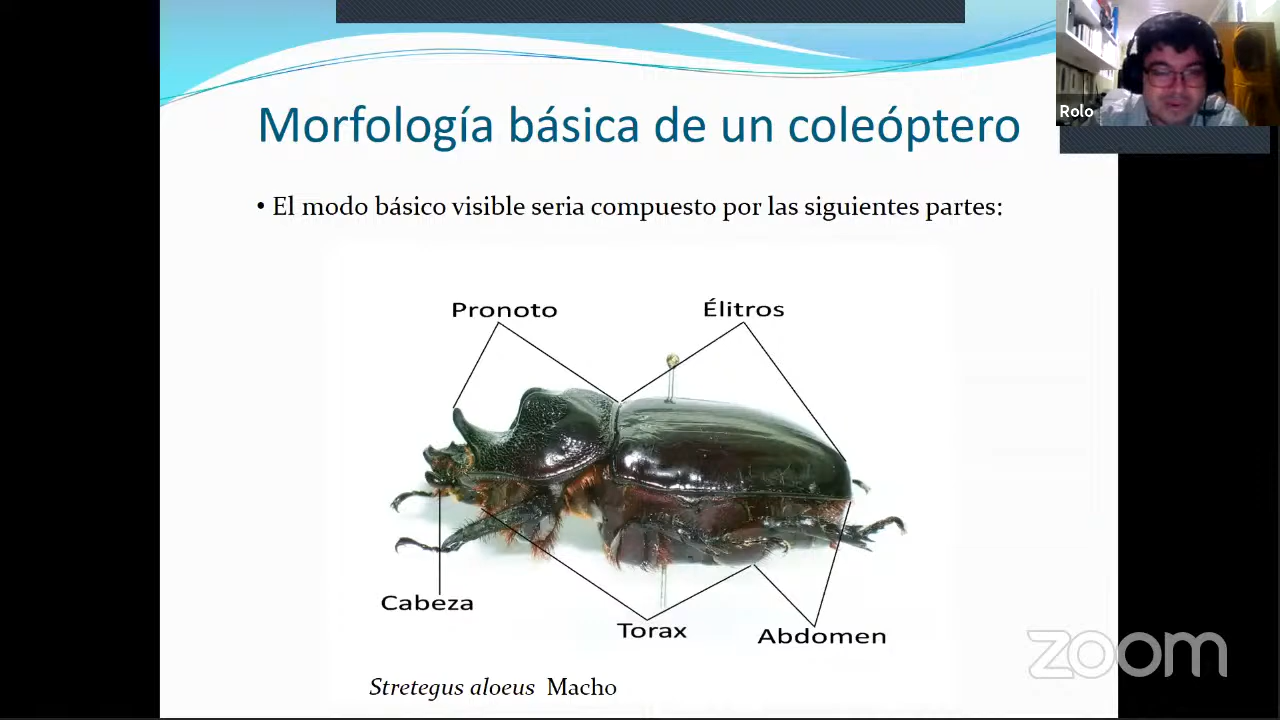 Rolo
Morfología básica de un coleóptero
• El modo básico visible seria compuesto por las siguientes partes:
Pronoto
Élitros
Cabeza
Torax
Abdomen
Stretegus aloeus Macho
zoom